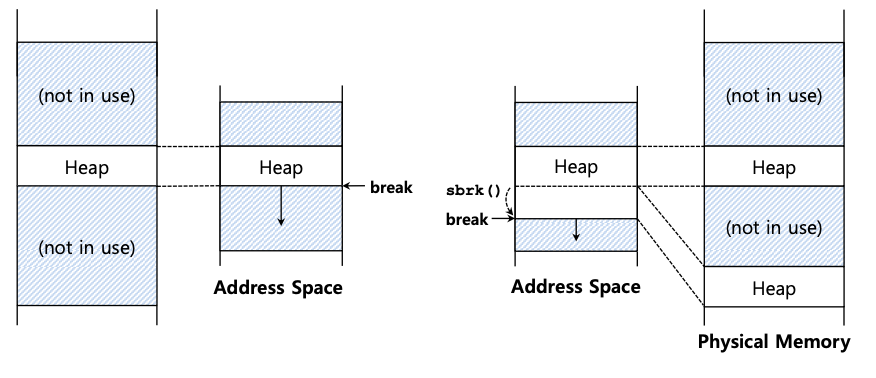 (not in use)
Heap
(not in use)
Heap
break
Address Space
Heap
sbrk()
break
Address Space
(not in use)
Heap
(not in use)
Heap
Physical Memory